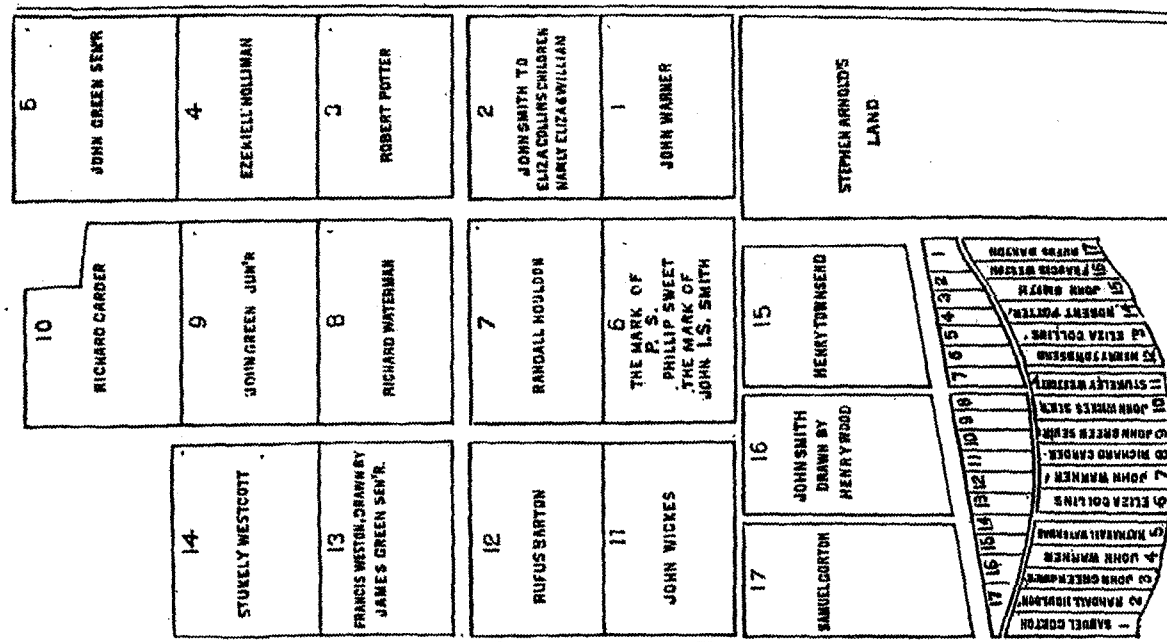 5
JOHN GREEN SEN'R
4
EZEKIELL HOLLIMAN
3
ROBERT POTTER
2
JOHN SMITH TO
ELIZA COLLINS CHILDREN
NAMLY ELIZA & WILLIAN
1
JOHN WARNER
STEPHEN ARNOLD'S
LAND
10
RICHARD CARDER
9
JOHN GREEN JUN'R
8
RICHARD WATERMAN
7
RANDALL HOULDON
6
THE MARK OF
P. S.
PHILLIP SWEET
THE MARK OF
JOHN I.S. SMITH
15
HENRY TOWNSEND
14
STUKELY WESTCOTT
13
FRANCIS WESTON, DRAWN BY
JAMES GREEN SEN'R.
12
RUFUS BARTON
11
JOHN WICKES
16
JOHN SMITH
DRAWN BY
HENRY WOOD
17
SAMUEL GORTON
1
2
3
4
5
6
7
8
9
10
11
12
13
14
15
16
17
17 RUFUS BARTON
16 FRANCIS WESTON
15 JOHN SMITH
14 ROBERT POTTER
13 ELIZA COLLINS
12 HENRY TOWNSEND
11 STUKELEY WESTCOTT
10 JOHN WICKES SEN'R
9 JOHN GREEN SEN'R
8 RICHARD CARDER
7 JOHN WARNER
6 ELIZA COLLINS
5 WATERMAN
4 JOHN WARNER
3 JOHN GREEN
2 RANDALL HOULDON
1 SAMUEL GORTON